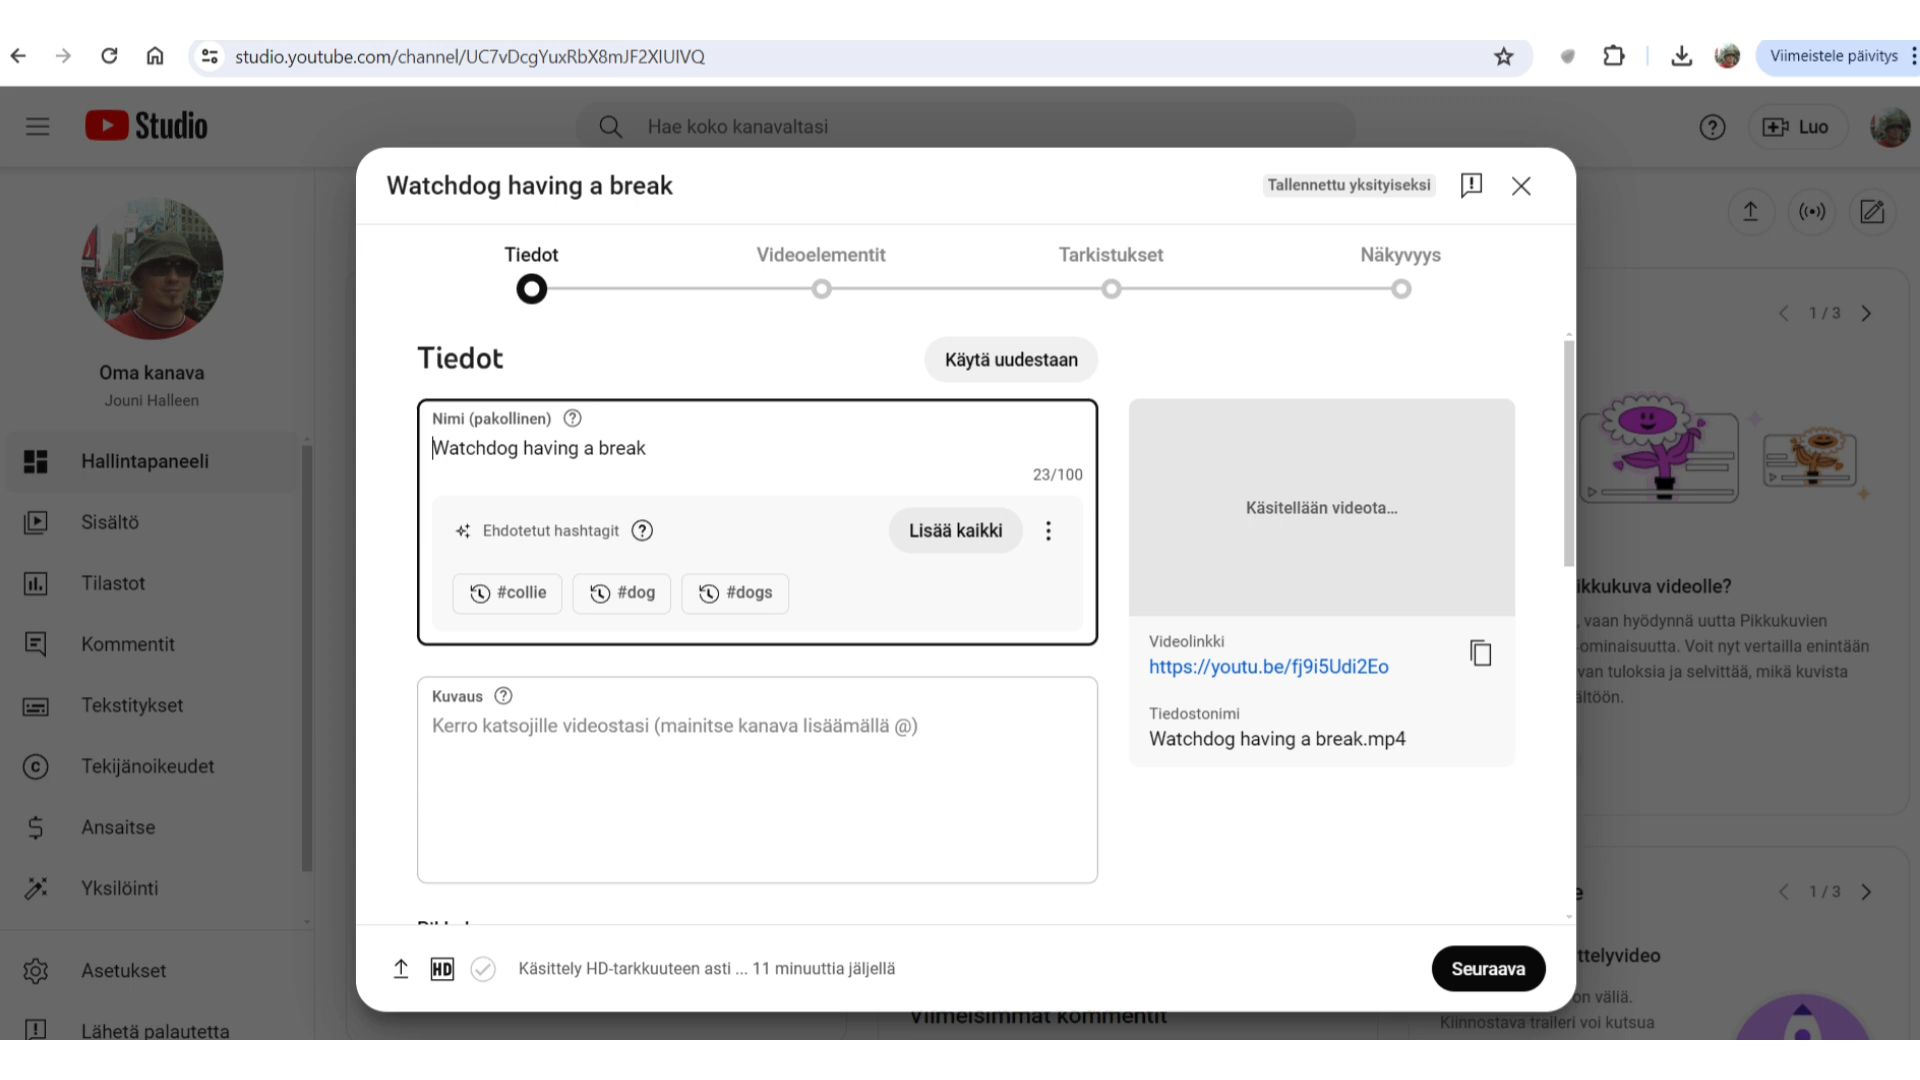 studio.youtube.com/channel/UC7vDcgYuxRbX8mJF2XIUlVQ
Viimeistele päivitys
Studio
Hae koko kanavaltasi
Luo
Oma kanava
Jouni Halleen
Hallintapaneeli
Sisältö
Tilastot
Kommentit
Tekstitykset
Tekijänoikeudet
Ansaitse
Yksilöinti
Asetukset
Lähetä palautetta
Watchdog having a break
Tallennettu yksityiseksi
Tiedot
Videoelementit
Tarkistukset
Näkyvyys
Tiedot
Käytä uudestaan
Nimi (pakollinen)
Watchdog having a break
23/100
Ehdotetut hashtagit
Lisää kaikki
#collie
#dog
#dogs
Kuvaus
Kerro katsojille videostasi (mainitse kanava lisäämällä @)
Käsitellään videota...
Videolinkki
https://youtu.be/fj9i5Udi2Eo
Tiedostonimi
Watchdog having a break.mp4
HD
Käsittely HD-tarkkuuteen asti ... 11 minuuttia jäljellä
Seuraava
1 / 3
ikkukuva videolle?
, vaan hyödynnä uutta Pikkukuvien
-ominaisuutta. Voit nyt vertailla enintään
van tuloksia ja selvittää, mikä kuvista
ältöön.
1 / 3
ttelyvideo
on väliä.
Kiinnostava traileri voi kutsua
Viimeisimmät kommentit